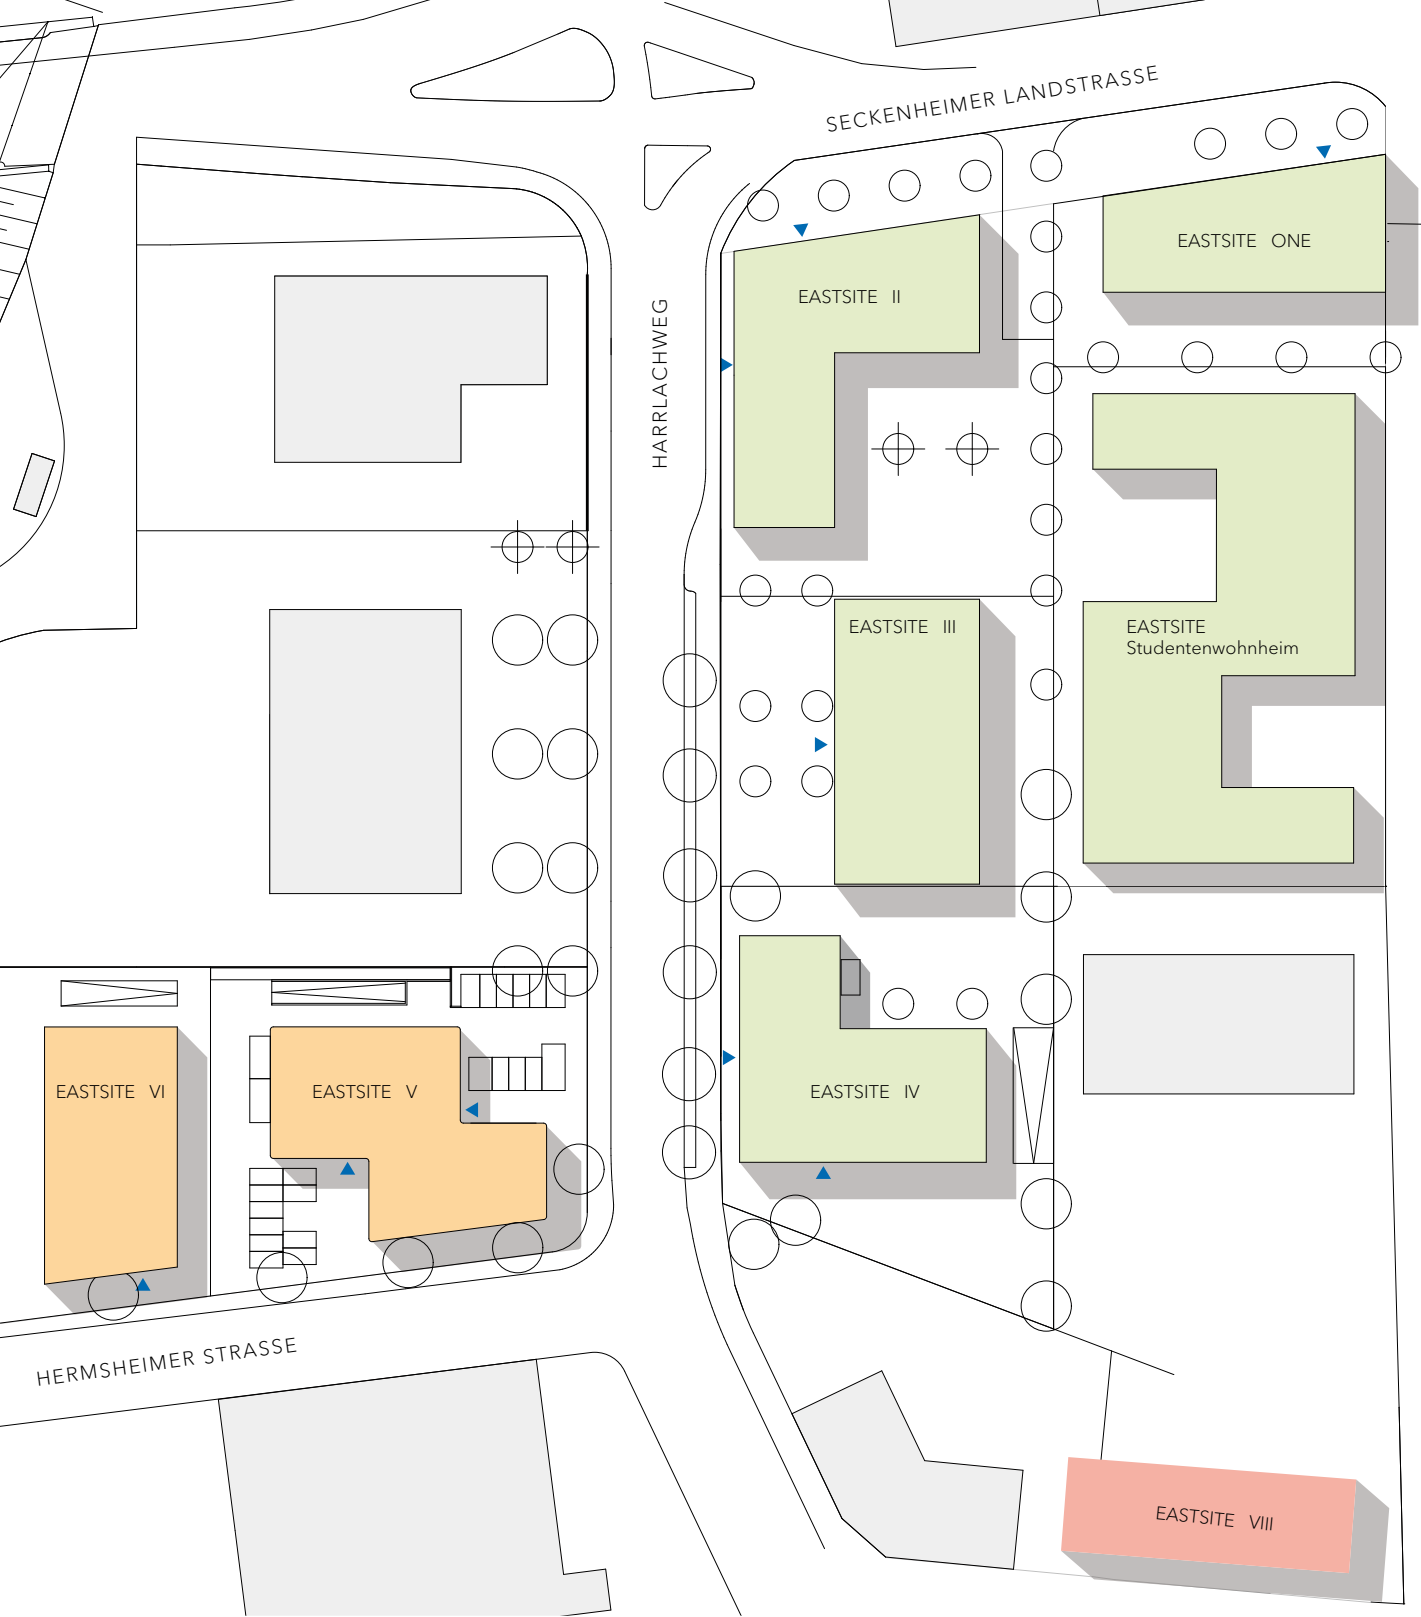 SECKENHEIMER LANDSTRASSE
EASTSITE ONE
EASTSITE II
HARRLACHWEG
EASTSITE III
EASTSITE
Studentenwohnheim
EASTSITE VI
EASTSITE V
EASTSITE IV
HERMSHEIMER STRASSE
EASTSITE VIII